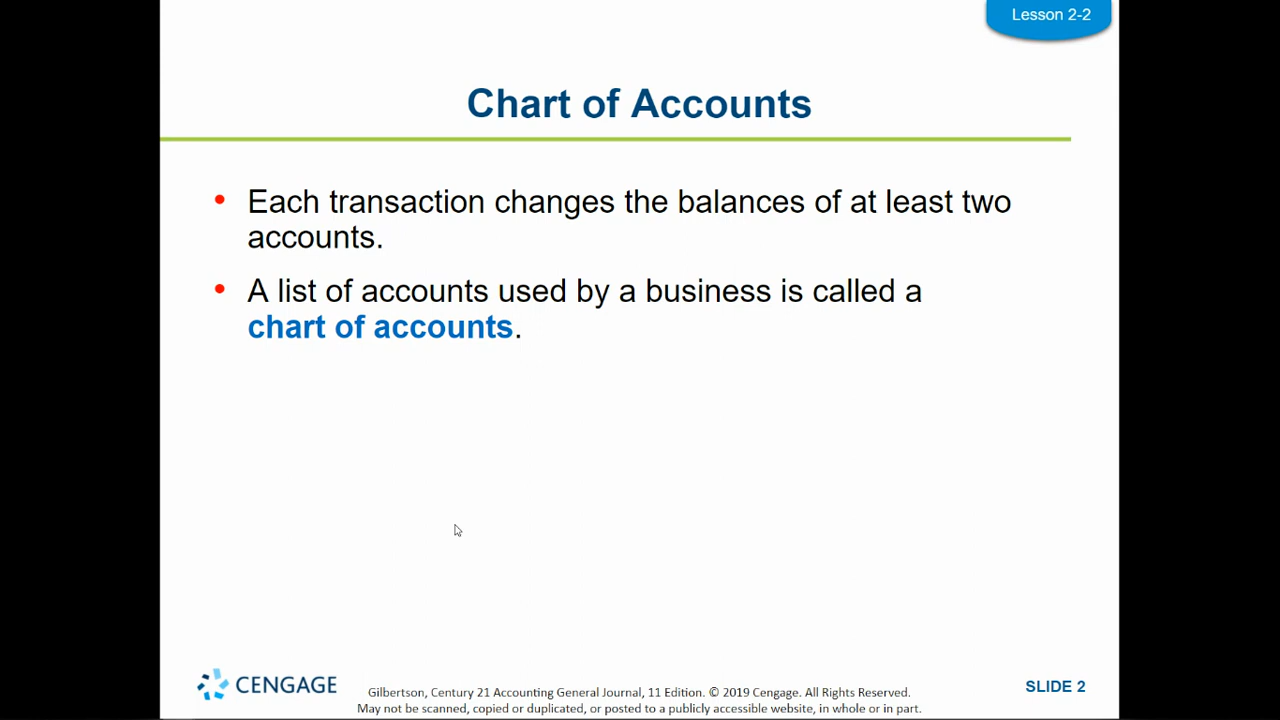 Lesson 2-2
Chart of Accounts
• Each transaction changes the balances of at least two
accounts.
• A list of accounts used by a business is called a
chart of accounts.
CENGAGE
Gilbertson, Century 21 Accounting General Journal, 11 Edition. © 2019 Cengage. All Rights Reserved.
May not be scanned, copied or duplicated, or posted to a publicly accessible website, in whole or in part.
SLIDE 2